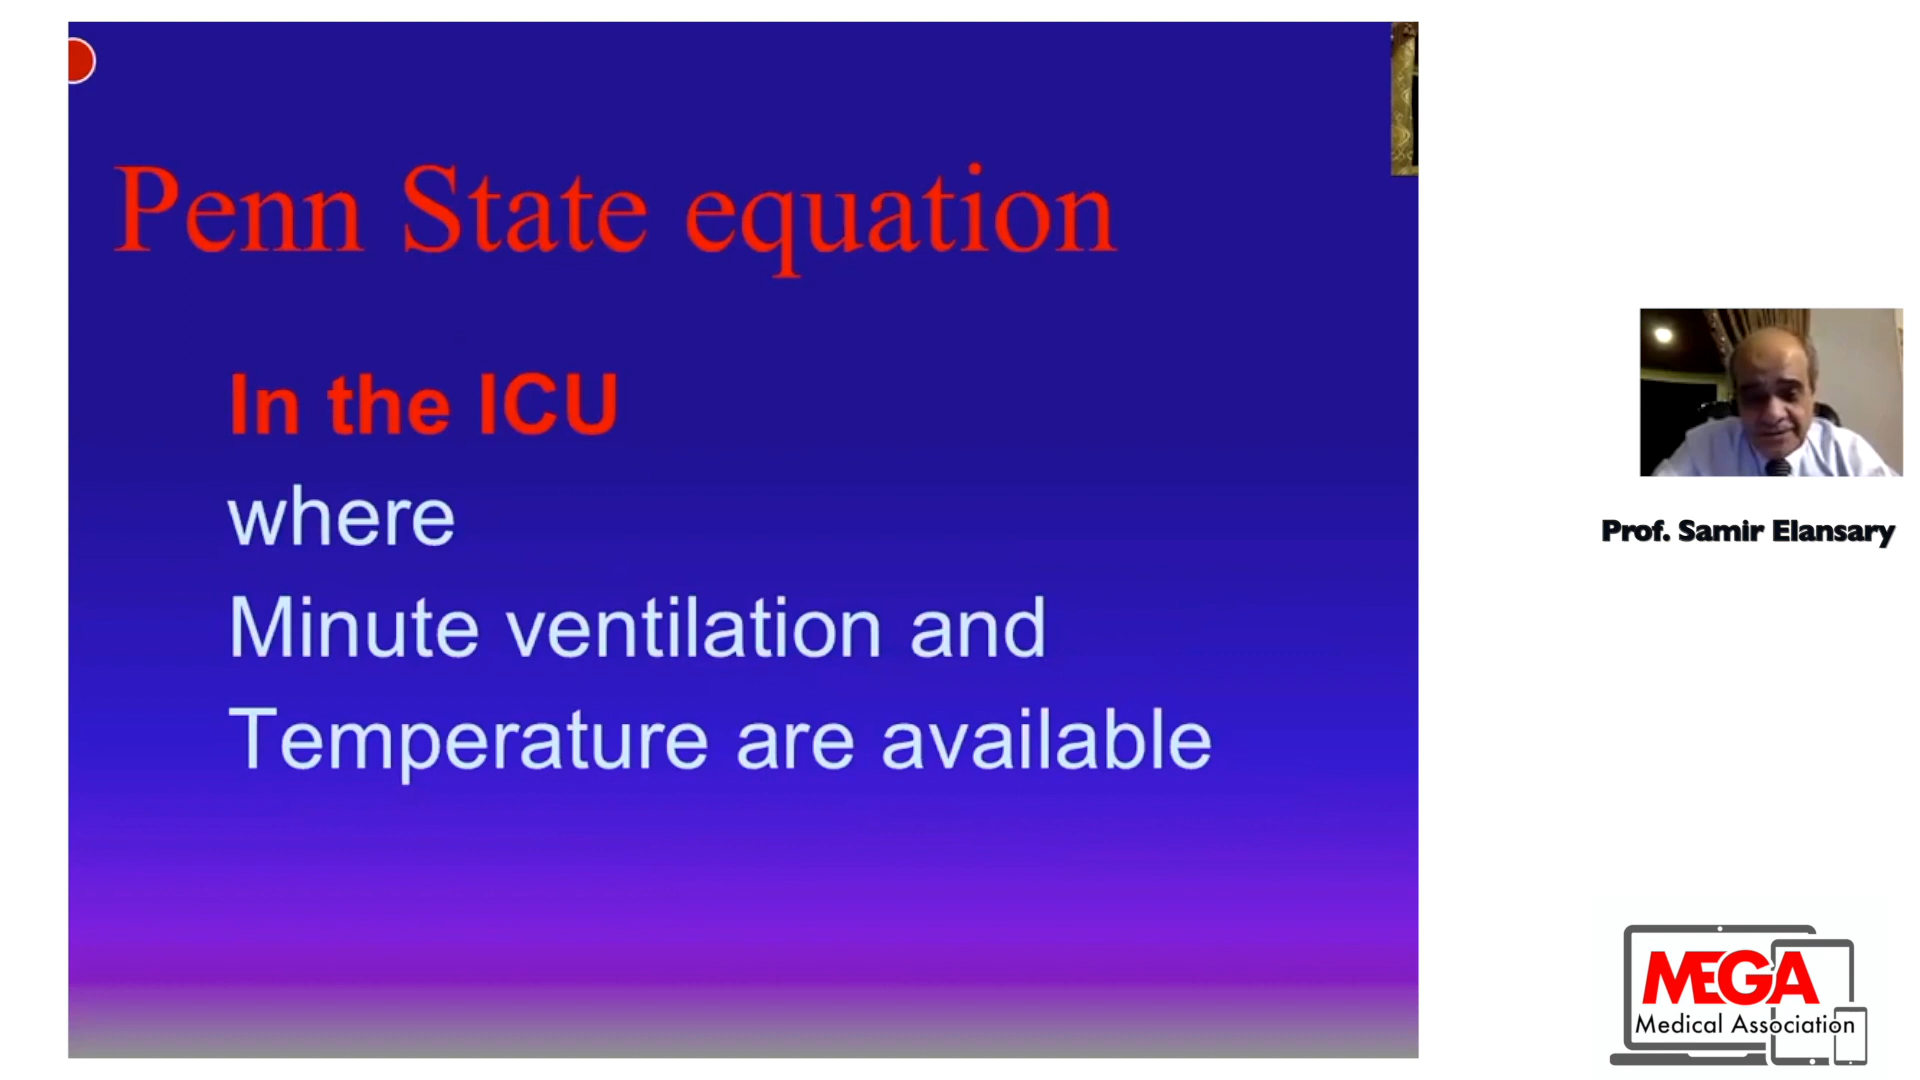 Penn State equation
In the ICU
where
Minute ventilation and
Temperature are available
Prof. Samir Elansary
MEGA
Medical Association